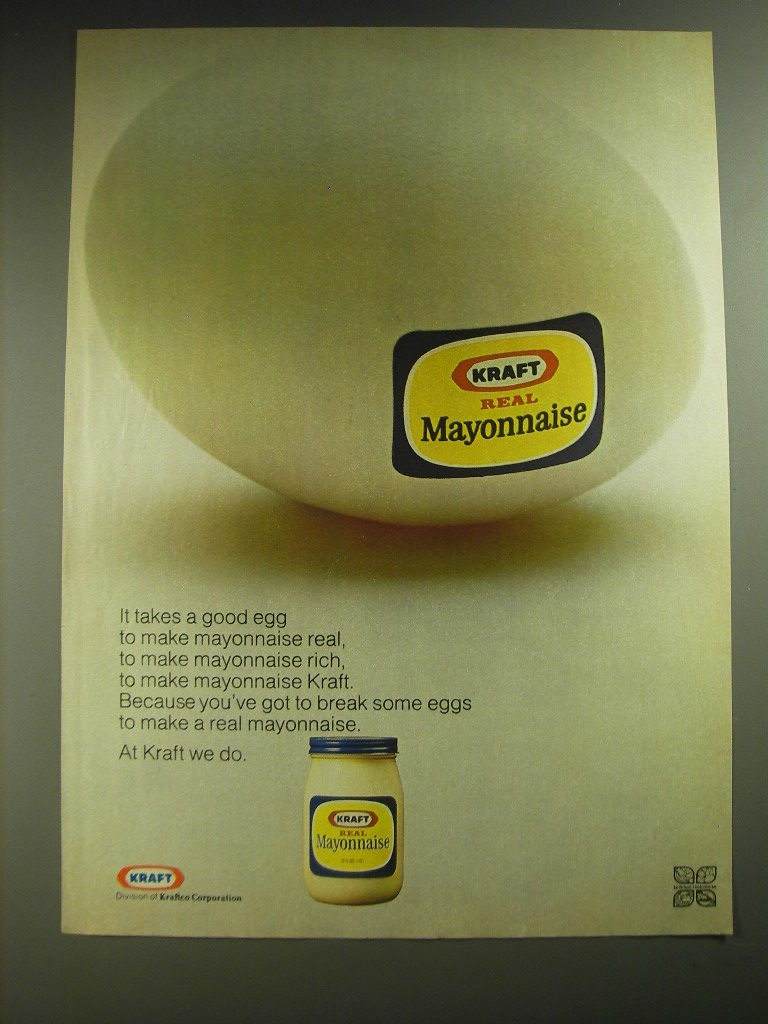 KRAFT
REAL
Mayonnaise
It takes a good egg
to make mayonnaise real,
to make mayonnaise rich,
to make mayonnaise Kraft.
Because you've got to break some eggs
to make a real mayonnaise.
At Kraft we do.
KRAFT
REAL
Mayonnaise
KRAFT
Division of Kraftco Corporation